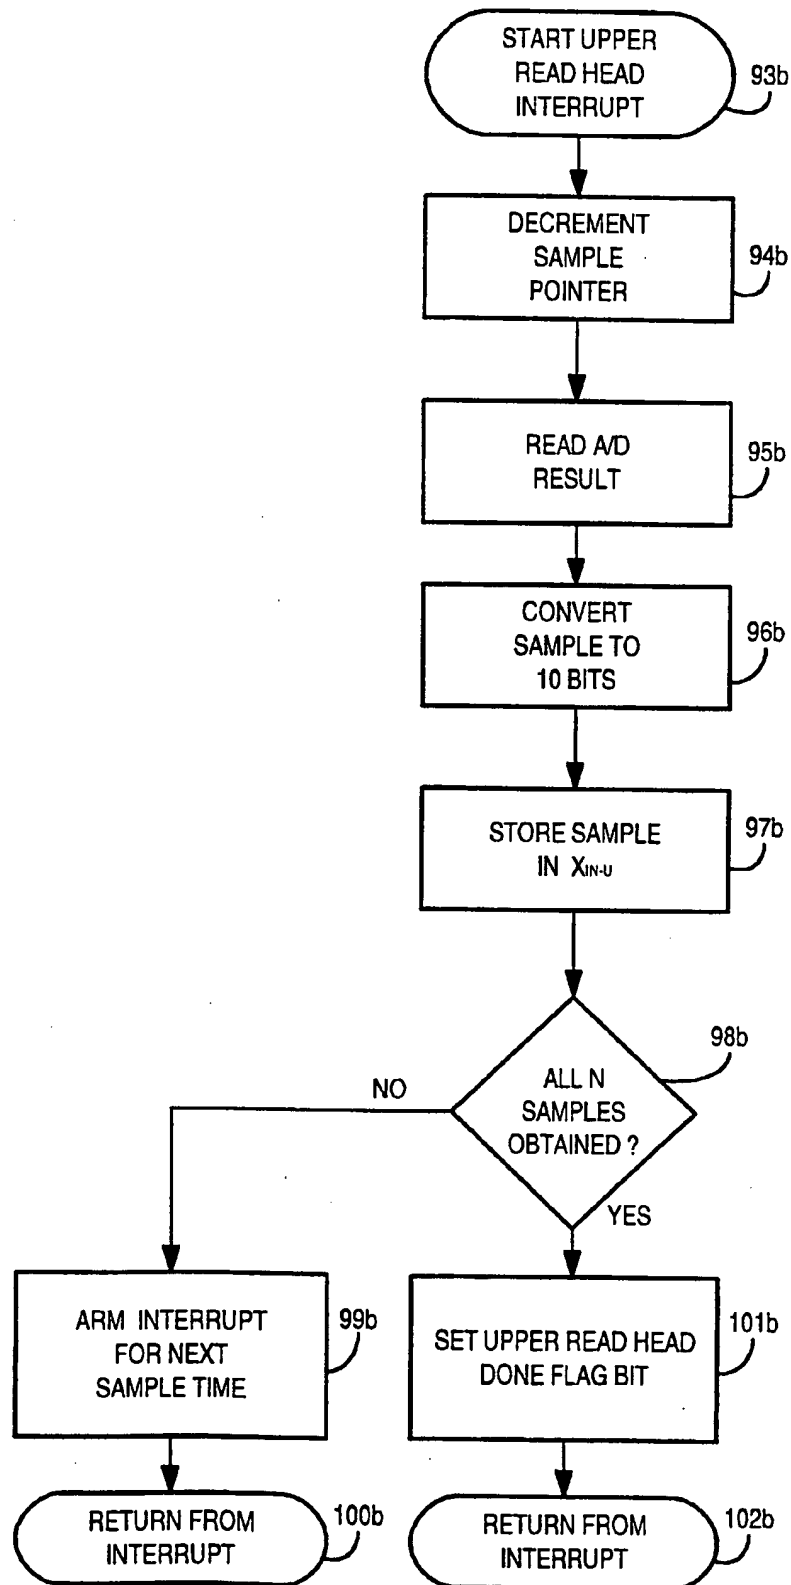 START UPPER
READ HEAD
INTERRUPT
93b
DECREMENT
SAMPLE
POINTER
94b
READ A/D
RESULT
95b
CONVERT
SAMPLE TO
10 BITS
96b
STORE SAMPLE
IN XIN-U
97b
98b
ALL N
SAMPLES
OBTAINED ?
NO
YES
ARM INTERRUPT
FOR NEXT
SAMPLE TIME
99b
SET UPPER READ HEAD
DONE FLAG BIT
101b
RETURN FROM
INTERRUPT
100b
RETURN FROM
INTERRUPT
102b